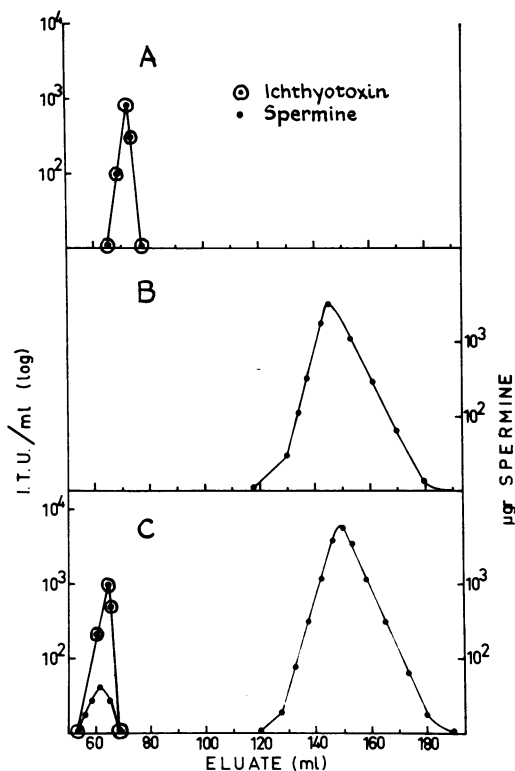 10⁴
A
10³
10²
Ichthyotoxin
Spermine
B
10³
10²
I.T.U./ml (log)
µgr SPERMINE
C
10⁴
10³
10²
10³
10²
60 80 100 120 140 160 180
ELUATE (ml)